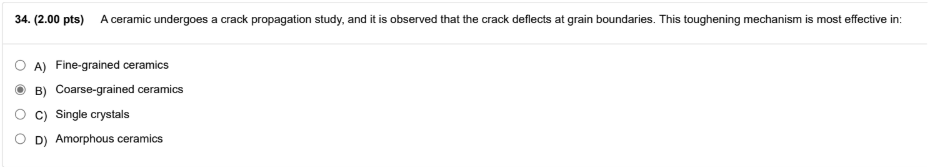 34. (2.00 pts) A ceramic undergoes a crack propagation study, and it is observed that the crack deflects at grain boundaries. This toughening mechanism is most effective in:
A) Fine-grained ceramics
B) Coarse-grained ceramics
C) Single crystals
D) Amorphous ceramics